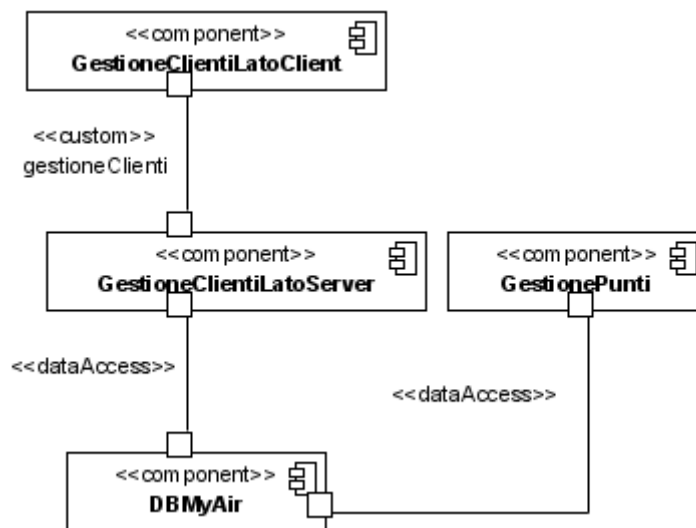 <<component>>
GestioneClientiLatoClient
<<custom>>
gestioneClienti
<<component>>
GestioneClientiLatoServer
<<component>>
GestionePunti
<<dataAccess>>
<<dataAccess>>
<<component>>
DBMyAir